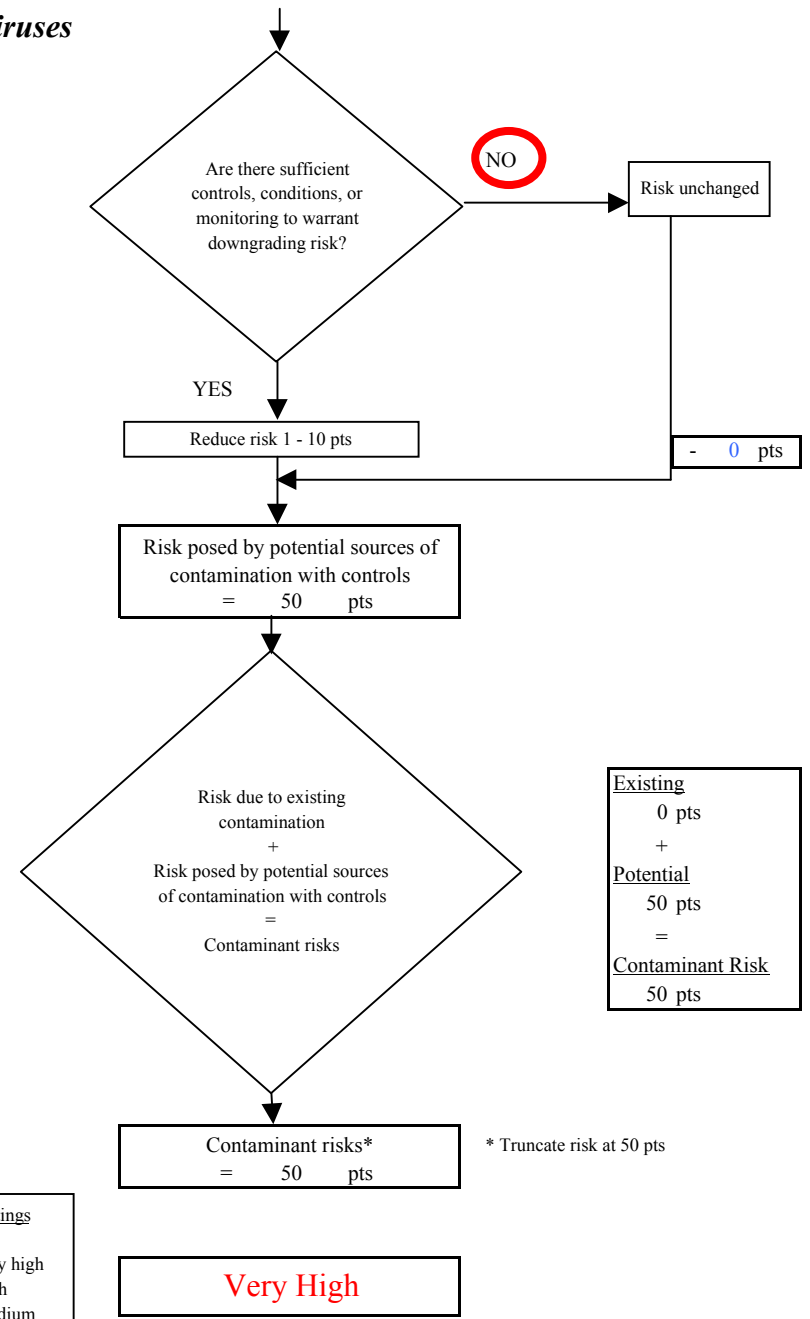 Are there sufficient
controls, conditions, or
monitoring to warrant
downgrading risk?
NO
Risk unchanged
YES
Reduce risk 1 - 10 pts
- 0 pts
Risk posed by potential sources of
contamination with controls
= 50 pts
Risk due to existing
contamination
+
Risk posed by potential sources
of contamination with controls
=
Contaminant risks
Existing
0 pts
+
Potential
50 pts
=
Contaminant Risk
50 pts
Contaminant risks*
= 50 pts
* Truncate risk at 50 pts
high
Very High